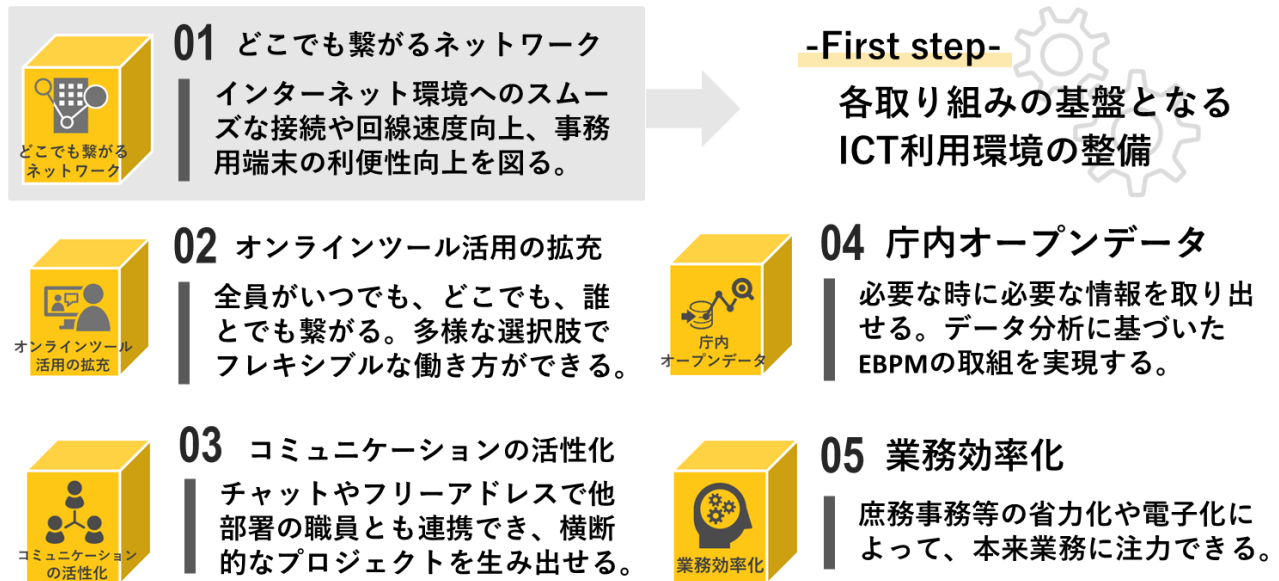 01 どこでも繋がるネットワーク
インターネット環境へのスムー
ズな接続や回線速度向上、事務
用端末の利便性向上を図る。
どこでも繋がる
ネットワーク
-First step-
各取り組みの基盤となる
ICT利用環境の整備
02 オンラインツール活用の拡充
全員がいつでも、どこでも、誰
とでも繋がる。多様な選択肢で
フレキシブルな働き方ができる。
オンラインツール
活用の拡充
03 コミュニケーションの活性化
チャットやフリーアドレスで他
部署の職員とも連携でき、横断
的なプロジェクトを生み出せる。
コミュニケーション
の活性化
04 庁内オープンデータ
必要な時に必要な情報を取り出
せる。データ分析に基づいた
EBPMの取組を実現する。
庁内
オープンデータ
05 業務効率化
庶務事務等の省力化や電子化に
よって、本来業務に注力できる。
業務効率化